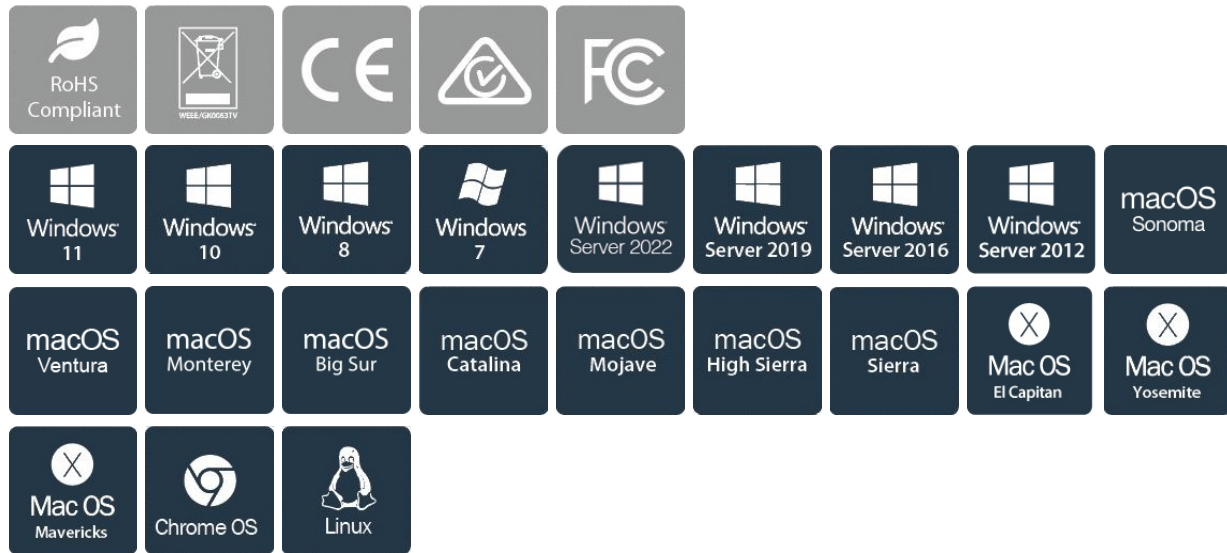 RoHS
Compliant
WEEE/GK0063TV
CE
FC
Windows
11
Windows
10
Windows
8
Windows
7
Windows
Server 2022
Windows
Server 2019
Windows
Server 2016
Windows
Server 2012
macOS
Sonoma
macOS
Ventura
macOS
Monterey
macOS
Big Sur
macOS
Catalina
macOS
Mojave
macOS
High Sierra
macOS
Sierra
X
Mac OS
El Capitan
X
Mac OS
Yosemite
X
Mac OS
Mavericks
Chrome OS
Linux